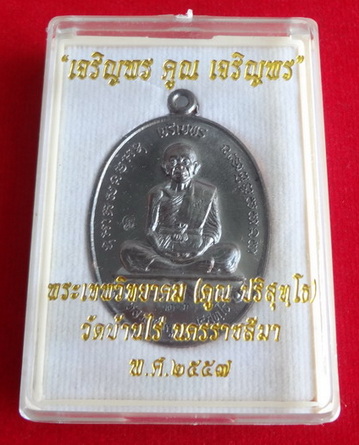 "เจริญพร คูณ เจริญพร"
พระเทพวิทยาคม (คูณ ปริสุทฺโธ)
วัดบ้านไร่ นครราชสีมา
พ.ศ.๒๕๕๗